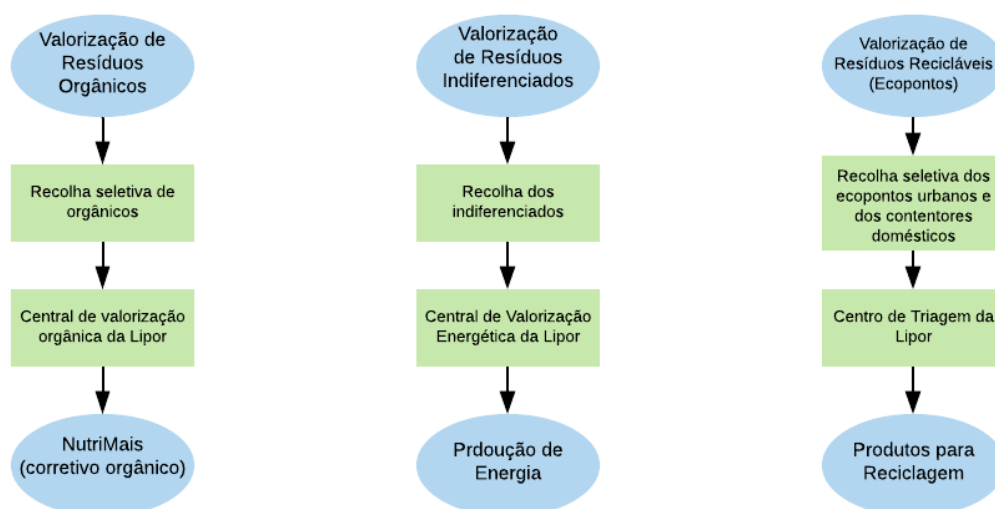 Valorização de
Resíduos
Orgânicos
Recolha seletiva de
orgânicos
Central de valorização
orgânica da Lipor
NutriMais
(corretivo orgânico)
Valorização
de Resíduos
Indiferenciados
Recolha dos
indiferenciados
Central de Valorização
Energética da Lipor
Prdoução de
Energia
Valorização de
Resíduos Recicláveis
(Ecopontos)
Recolha seletiva dos
ecopontos urbanos e
dos contentores
domésticos
Centro de Triagem da
Lipor
Produtos para
Reciclagem